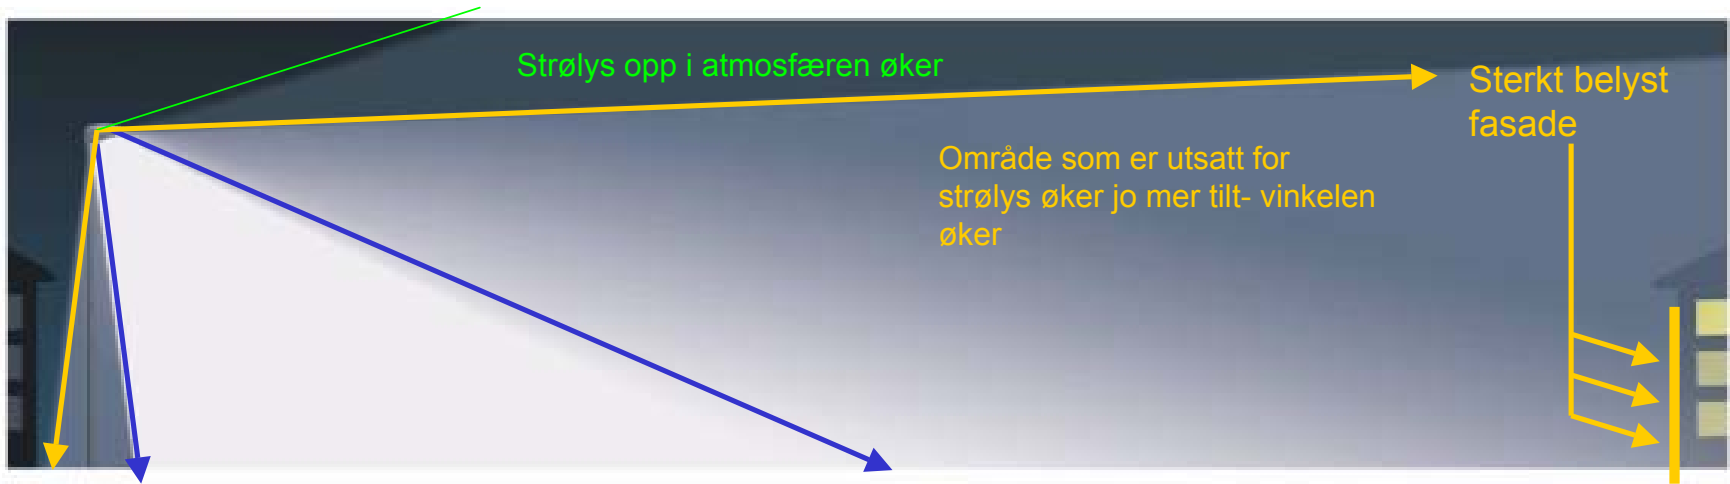 Strølys opp i atmosfæren øker
Sterkt belyst
fasade
Område som er utsatt for
strølys øker jo mer tilt- vinkelen
øker